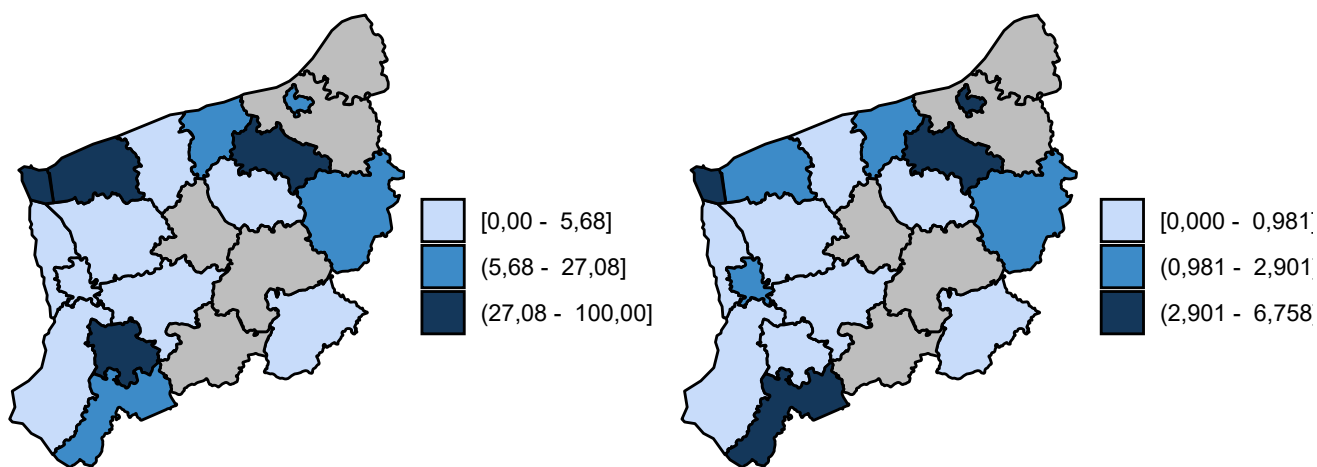 [0,00 - 5,68]
(5,68 - 27,08]
(27,08 - 100,00]
[0,000 - 0,981]
(0,981 - 2,901]
(2,901 - 6,758]